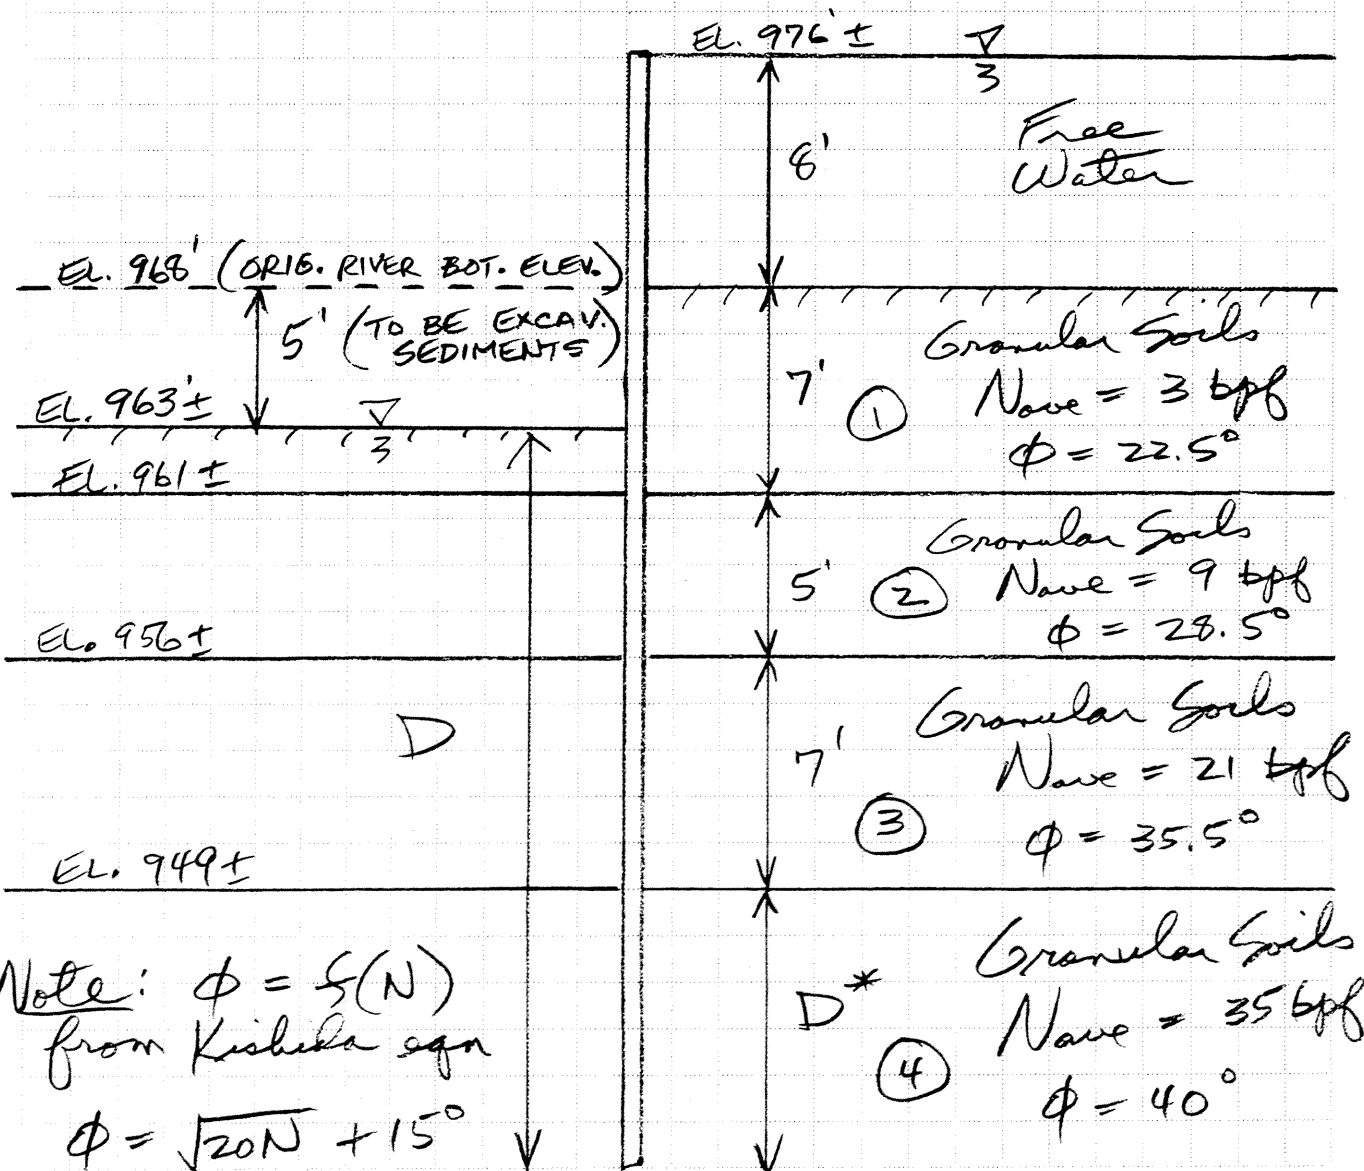 EL. 976'±
3
Free
Water
8'
EL. 968' (ORIG. RIVER BOT. ELEV.)
5' (TO BE EXCAV.
SEDIMENTS)
Granular Soils
7'
①
Nave = 3 bpf
EL. 963'±
3
φ = 22.5°
EL. 961±
Granular Soils
5'
②
Nave = 9 bpf
φ = 28.5°
EL. 956±
Granular Soils
D
7'
Nave = 21 bpf
③
φ = 35.5°
EL. 949±
Granular Soils
Note: φ = f(N)
D*
Nave = 35 bpf
from Kishida eqn
④
φ = 40°
φ = √20N + 15°